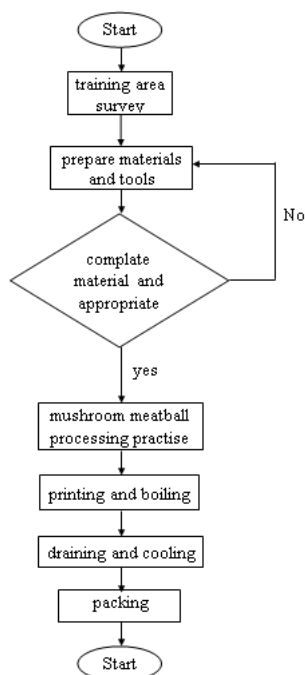 Start
training area
survey
prepare materials
and tools
No
complate
material and
appropriate
yes
mushroom meatball
processing practise
printing and boiling
draining and cooling
packing
Start